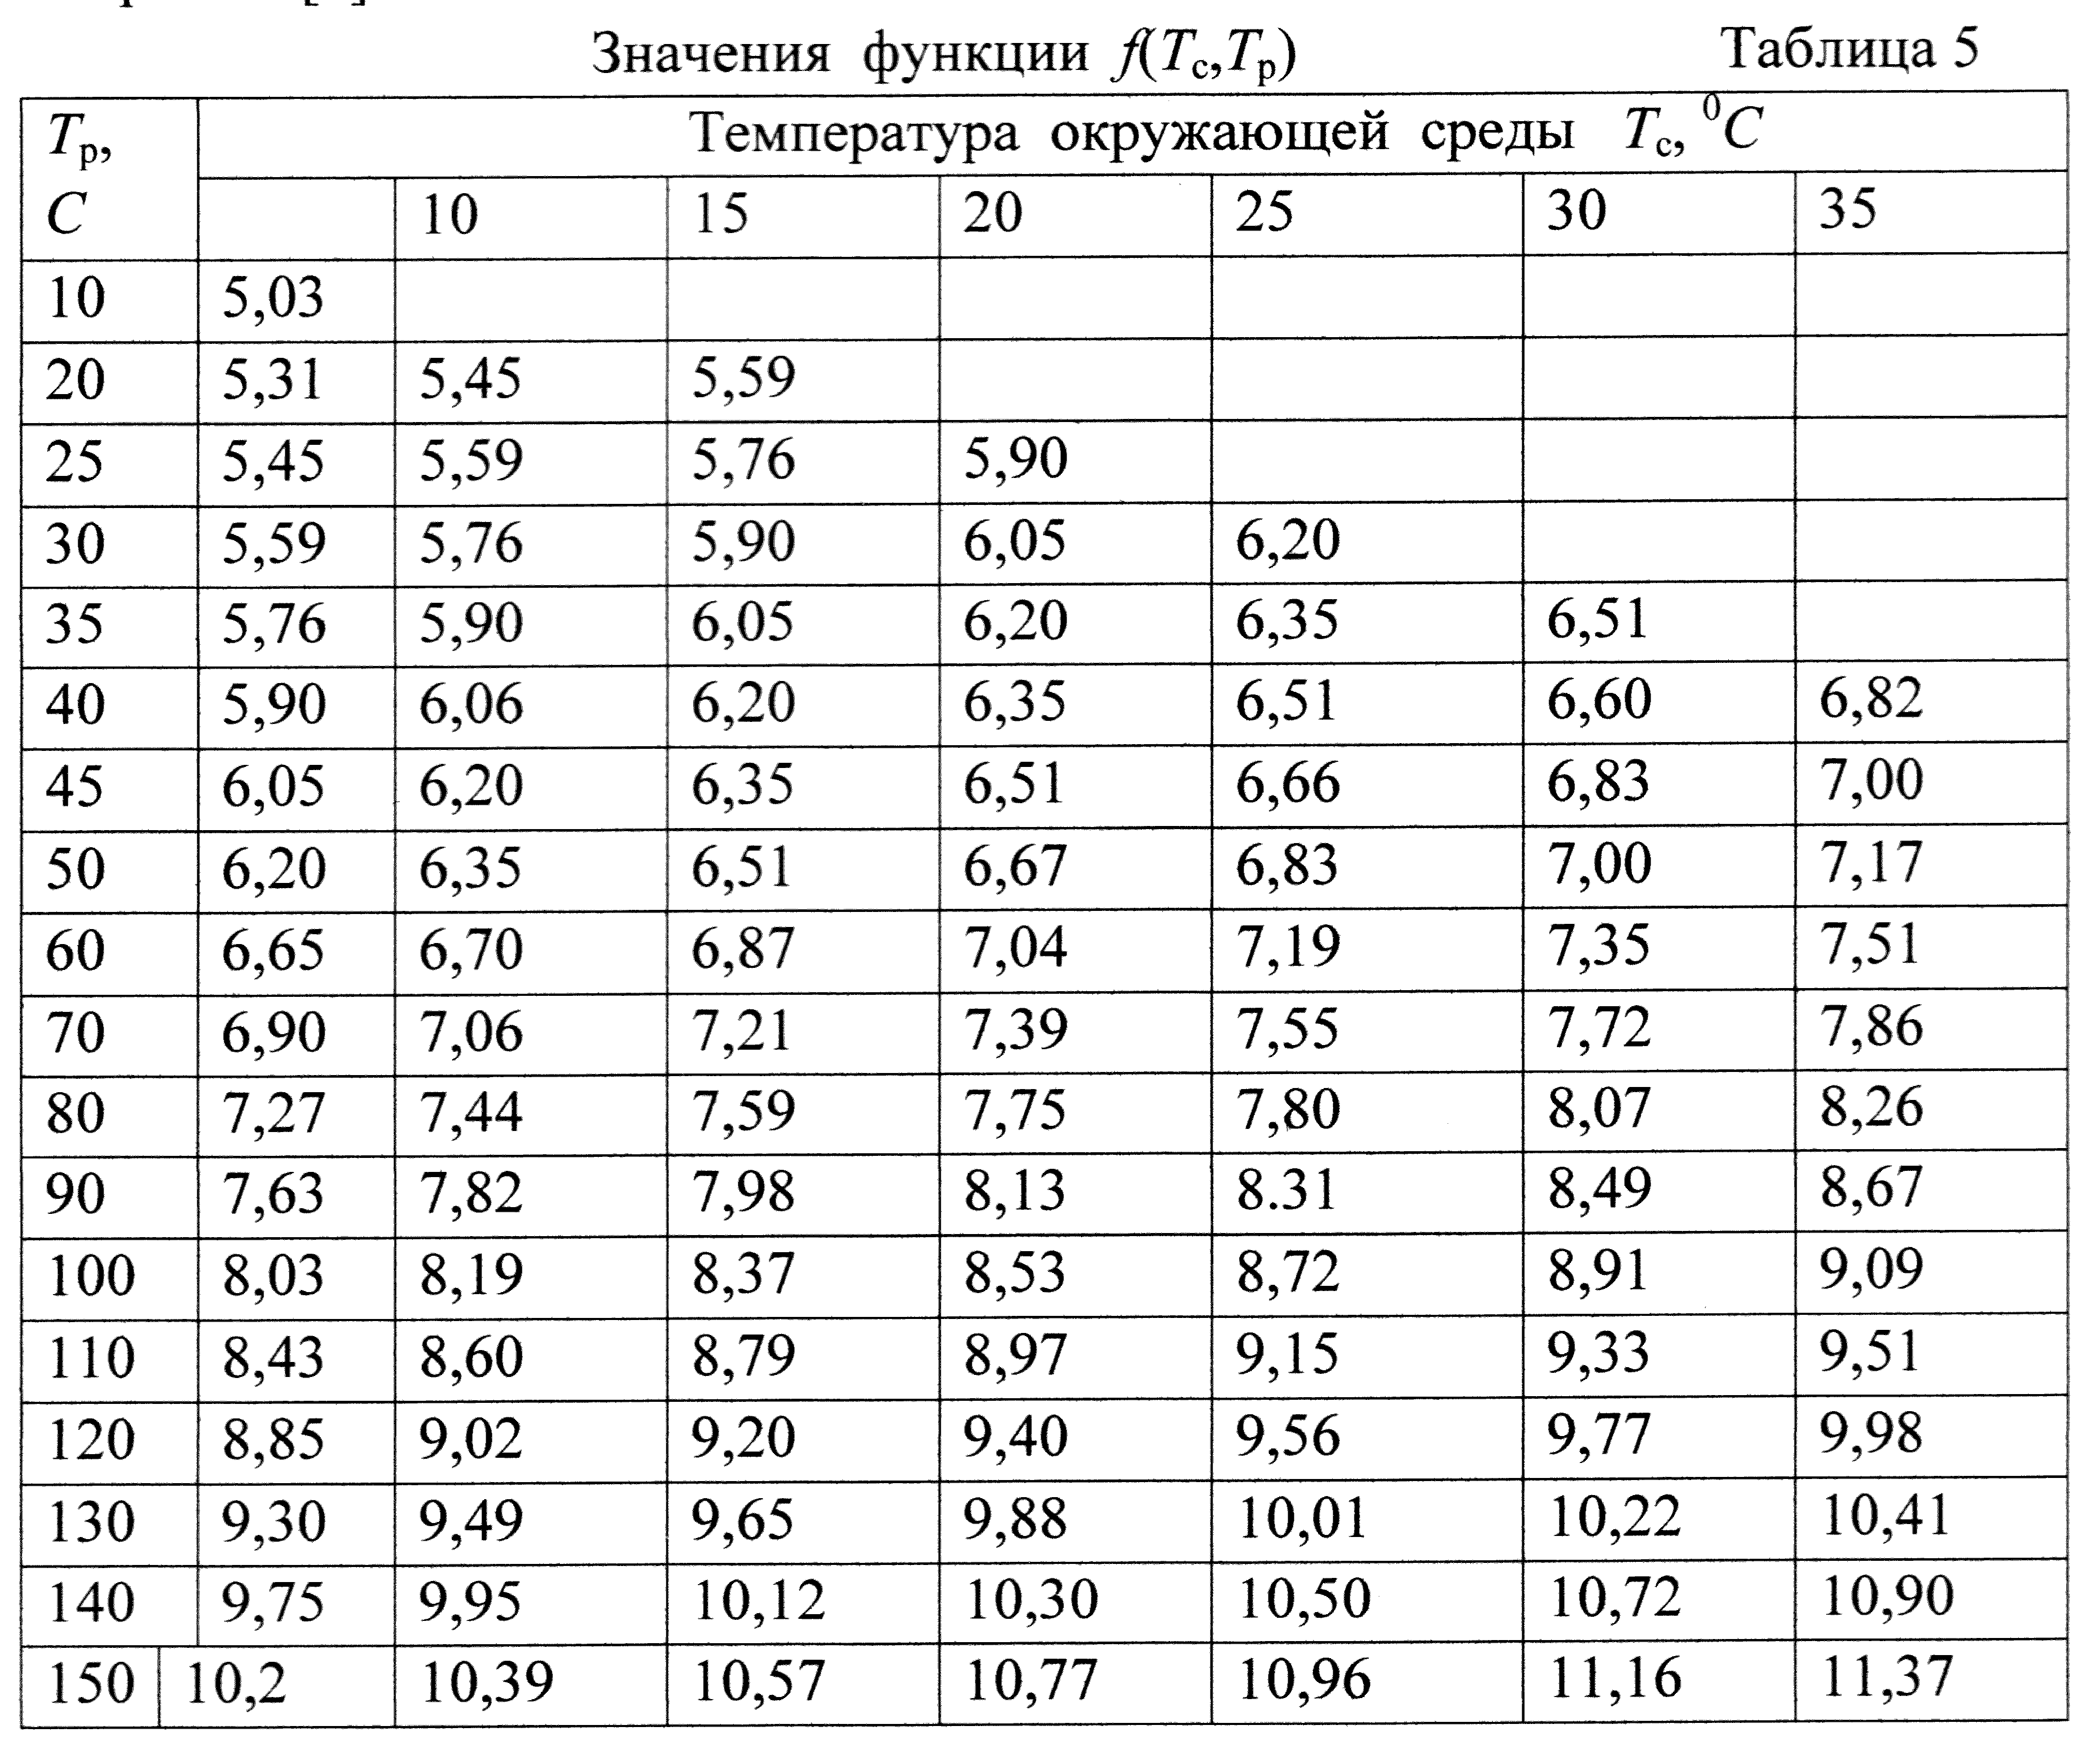 Значения функции f(Tс,Tр) Таблица 5
Tр, Температура окружающей среды Tс, ⁰C
C 10 15 20 25 30 35
10 5,03
20 5,31 5,45 5,59
25 5,45 5,59 5,76 5,90
30 5,59 5,76 5,90 6,05 6,20
35 5,76 5,90 6,05 6,20 6,35 6,51
40 5,90 6,06 6,20 6,35 6,51 6,60 6,82
45 6,05 6,20 6,35 6,51 6,66 6,83 7,00
50 6,20 6,35 6,51 6,67 6,83 7,00 7,17
60 6,65 6,70 6,87 7,04 7,19 7,35 7,51
70 6,90 7,06 7,21 7,39 7,55 7,72 7,86
80 7,27 7,44 7,59 7,75 7,80 8,07 8,26
90 7,63 7,82 7,98 8,13 8.31 8,49 8,67
100 8,03 8,19 8,37 8,53 8,72 8,91 9,09
110 8,43 8,60 8,79 8,97 9,15 9,33 9,51
120 8,85 9,02 9,20 9,40 9,56 9,77 9,98
130 9,30 9,49 9,65 9,88 10,01 10,22 10,41
140 9,75 9,95 10,12 10,30 10,50 10,72 10,90
150 10,2 10,39 10,57 10,77 10,96 11,16 11,37